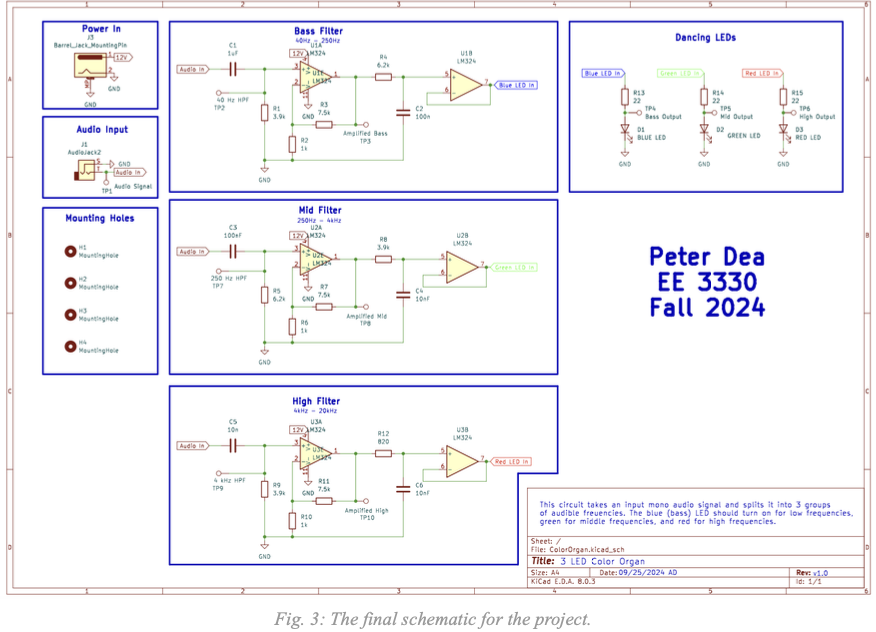 1 2 3 4 5 6
A
B
C
D
Power In
J3
Barrel_Jack_MountingPin
12V
GND
GND
Audio Input
J1
AudioJack2
GND
Audio In
Audio Signal
TP1
Mounting Holes
H1
MountingHole
H2
MountingHole
H3
MountingHole
H4
MountingHole
Bass Filter
40Hz - 250Hz
C1
1uF
Audio In
40 Hz HPF
TP2
R1
3.9k
12V
U1A
LM324
U1E
LM324
GND
R2
1k
R3
7.5k
Amplified Bass
TP3
R4
6.2k
C2
100n
U1B
LM324
Blue LED In
GND
Mid Filter
250Hz - 4kHz
C3
100nF
Audio In
250 Hz HPF
TP7
R5
6.2k
12V
U2A
LM324
U2E
LM324
GND
R6
1k
R7
7.5k
Amplified Mid
TP8
R8
3.9k
C4
10nF
U2B
LM324
Green LED In
GND
High Filter
4kHz - 20kHz
C5
10n
Audio In
4 kHz HPF
TP9
R9
3.9k
12V
U3A
LM324
U3E
LM324
GND
R10
1k
R11
7.5k
Amplified High
TP10
R12
820
C6
10nF
U3B
LM324
Red LED In
GND
Dancing LEDs
Blue LED In
R13
22
TP4
Bass Output
D1
BLUE LED
GND
Green LED In
R14
22
TP5
Mid Output
D2
GREEN LED
GND
Red LED In
R15
22
TP6
High Output
D3
RED LED
GND
Peter Dea
EE 3330
Fall 2024
This circuit takes an input mono audio signal and splits it into 3 groups
of audible freuencies. The blue (bass) LED should turn on for low frequencies,
green for middle frequencies, and red for high frequencies.
Sheet: /
File: ColorOrgan.kicad_sch
Title: 3 LED Color Organ
Size: A4 Date: 09/25/2024 AD Rev: v1.0
KiCad E.D.A. 8.0.3 Id: 1/1
Fig. 3: The final schematic for the project.